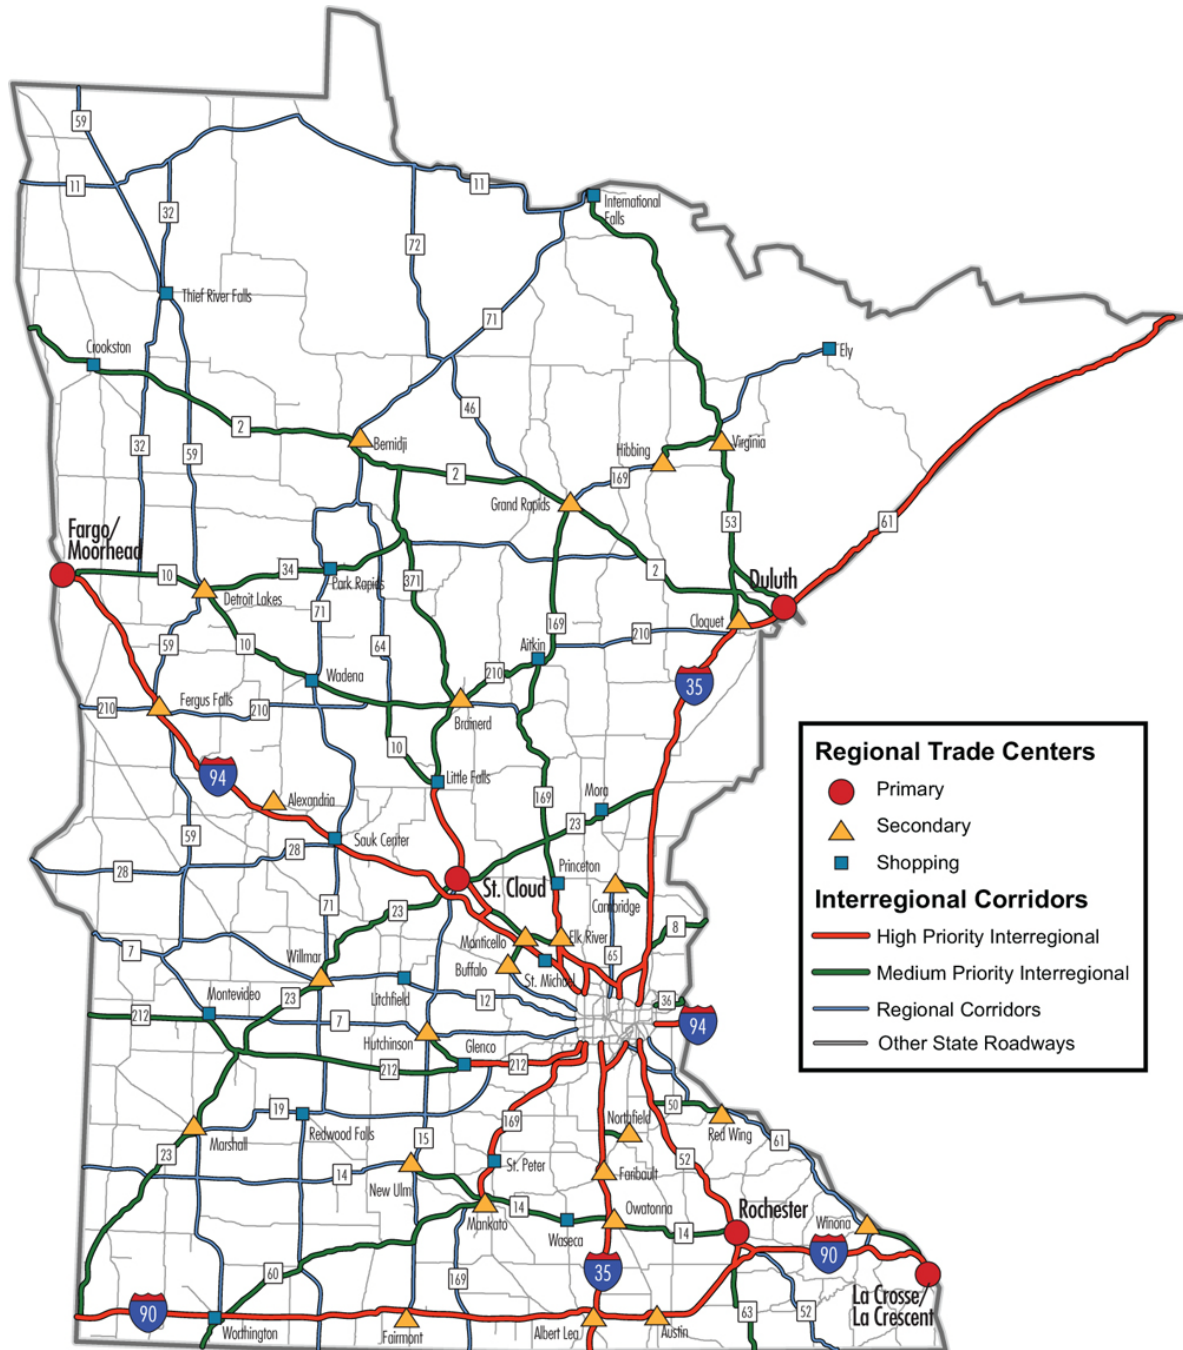 59
11
11
International
Falls
32
72
Thief River Falls
71
Crookston
Ely
46
2
Bemidji
Virginia
Hibbing
32
59
2
169
Grand Rapids
53
61
Fargo/
Moorhead
10
34
Park Rapids
371
2
Duluth
Detroit Lakes
71
169
Cloquet
59
10
64
Aitkin
210
35
Wadena
210
Fergus Falls
210
210
Brainerd
10
94
Little Falls
Mora
Alexandria
169
23
59
Sauk Center
28
28
Princeton
St. Cloud
71
23
Cambridge
Monticello
Elk River
8
7
65
Willmar
Buffalo
St. Michael
Montevideo
23
Litchfield
12
36
94
212
7
Hutchinson
Glenco
212
212
19
50
Redwood Falls
169
Northfield
Red Wing
61
Marshall
15
23
14
St. Peter
52
New Ulm
Faribault
14
Owatonna
Rochester
Mankato
Waseca
14
Winona
90
60
169
35
La Crosse/
La Crescent
90
63
52
Worthington
Fairmont
Albert Lea
Austin
Regional Trade Centers
Primary
Secondary
Shopping
Interregional Corridors
High Priority Interregional
Medium Priority Interregional
Regional Corridors
Other State Roadways